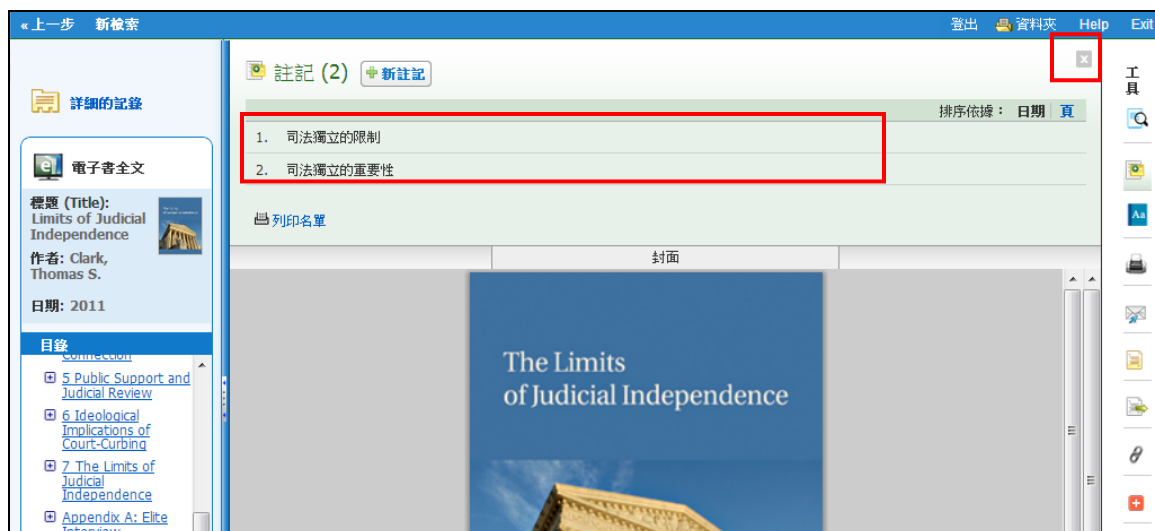 «上一步 新檢索 登出 資料夾 Help Exit
詳細的記錄
電子書全文
標題 (Title):
Limits of Judicial
Independence
作者: Clark,
Thomas S.
日期: 2011
目錄
Connection
5 Public Support and
Judicial Review
6 Ideological
Implications of
Court-Curbing
7 The Limits of
Judicial
Independence
Appendix A: Elite
Interview
註記 (2) 新註記
排序依據： 日期 頁
1. 司法獨立的限制
2. 司法獨立的重要性
列印名單
封面
The Limits
of Judicial Independence
工
具
Aa